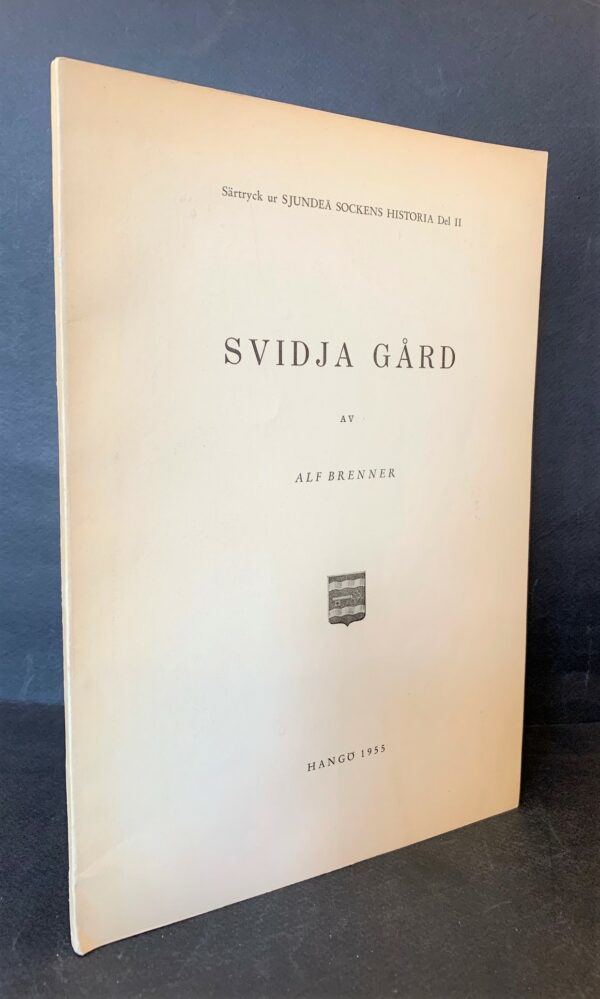 Särtryck ur SJUNDEÅ SOCKENS HISTORIA Del II
SVIDJA GÅRD
AV
ALF BRENNER
HANGÖ 1955